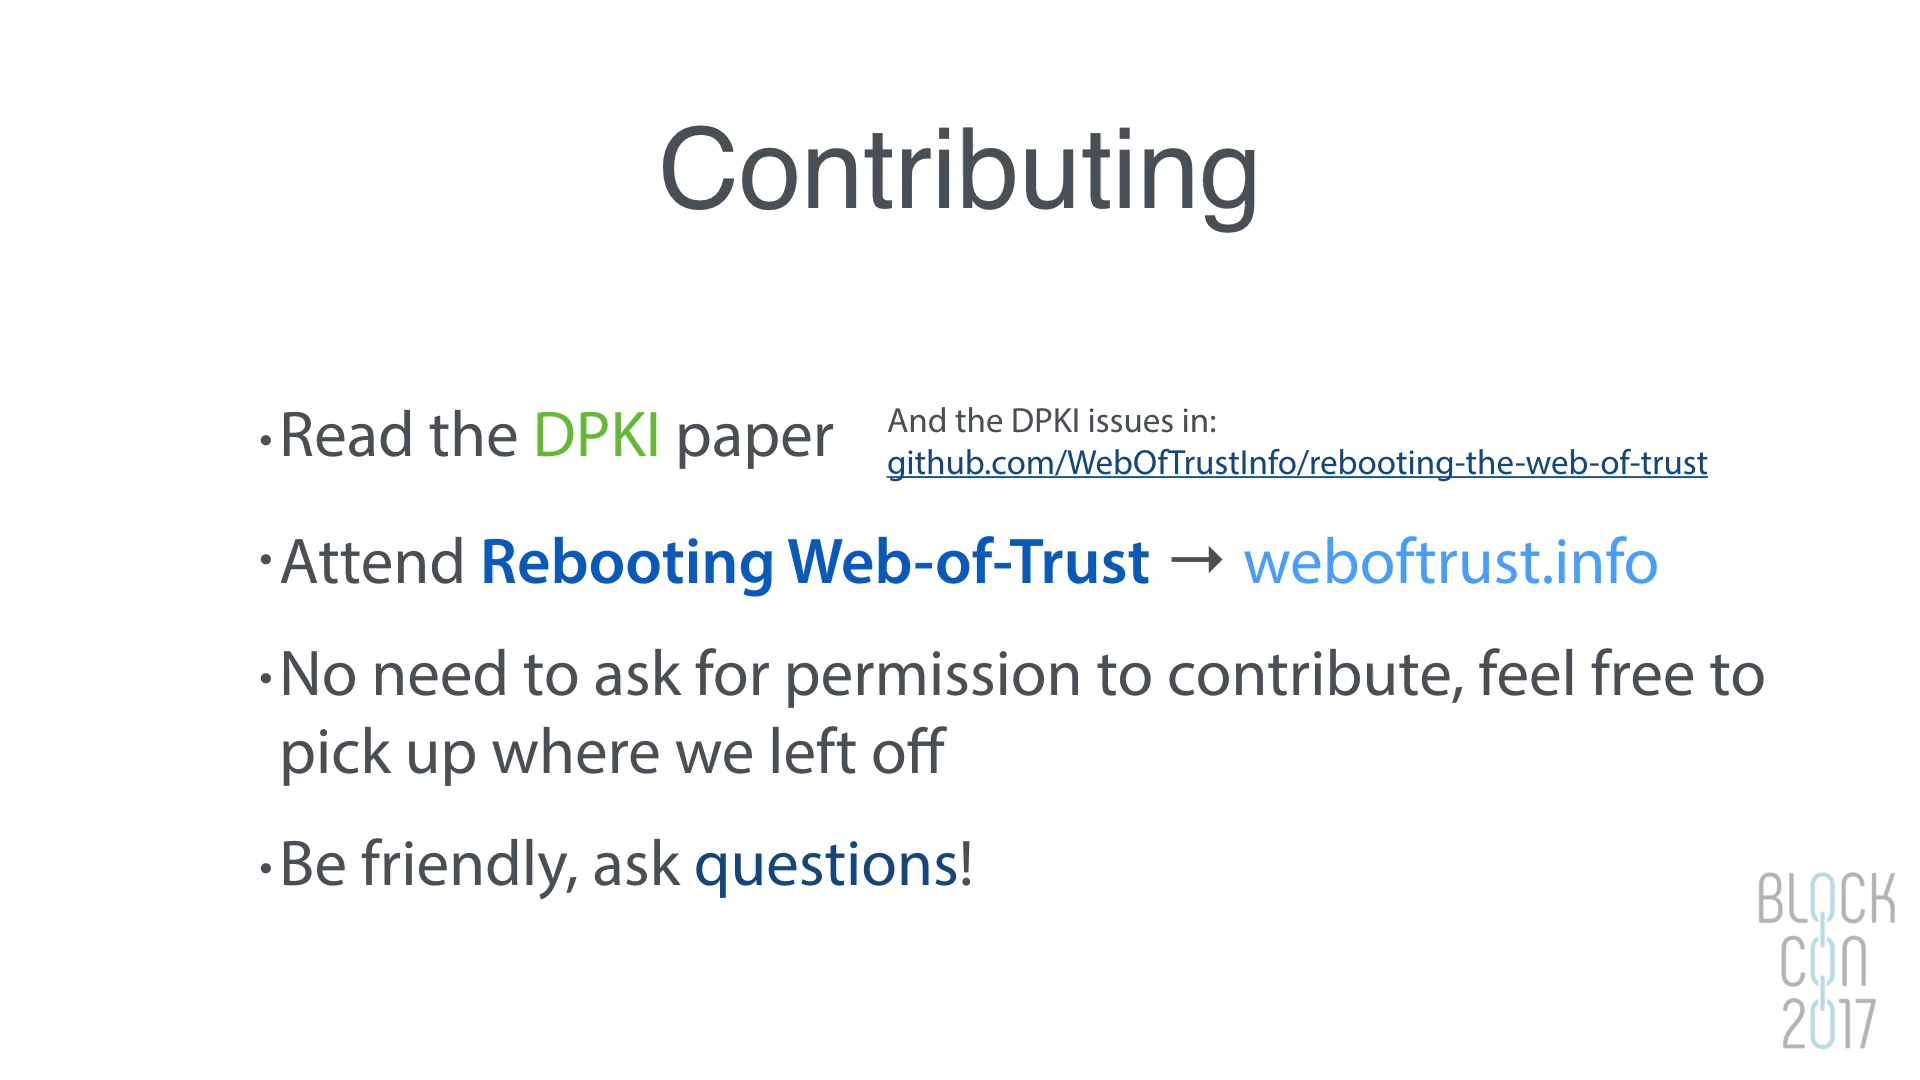 Contributing
•Read the DPKI paper
And the DPKI issues in:
github.com/WebOfTrustInfo/rebooting-the-web-of-trust
•Attend Rebooting Web-of-Trust → weboftrust.info
•No need to ask for permission to contribute, feel free to
pick up where we left off
•Be friendly, ask questions!
BLOCK
CON
2017